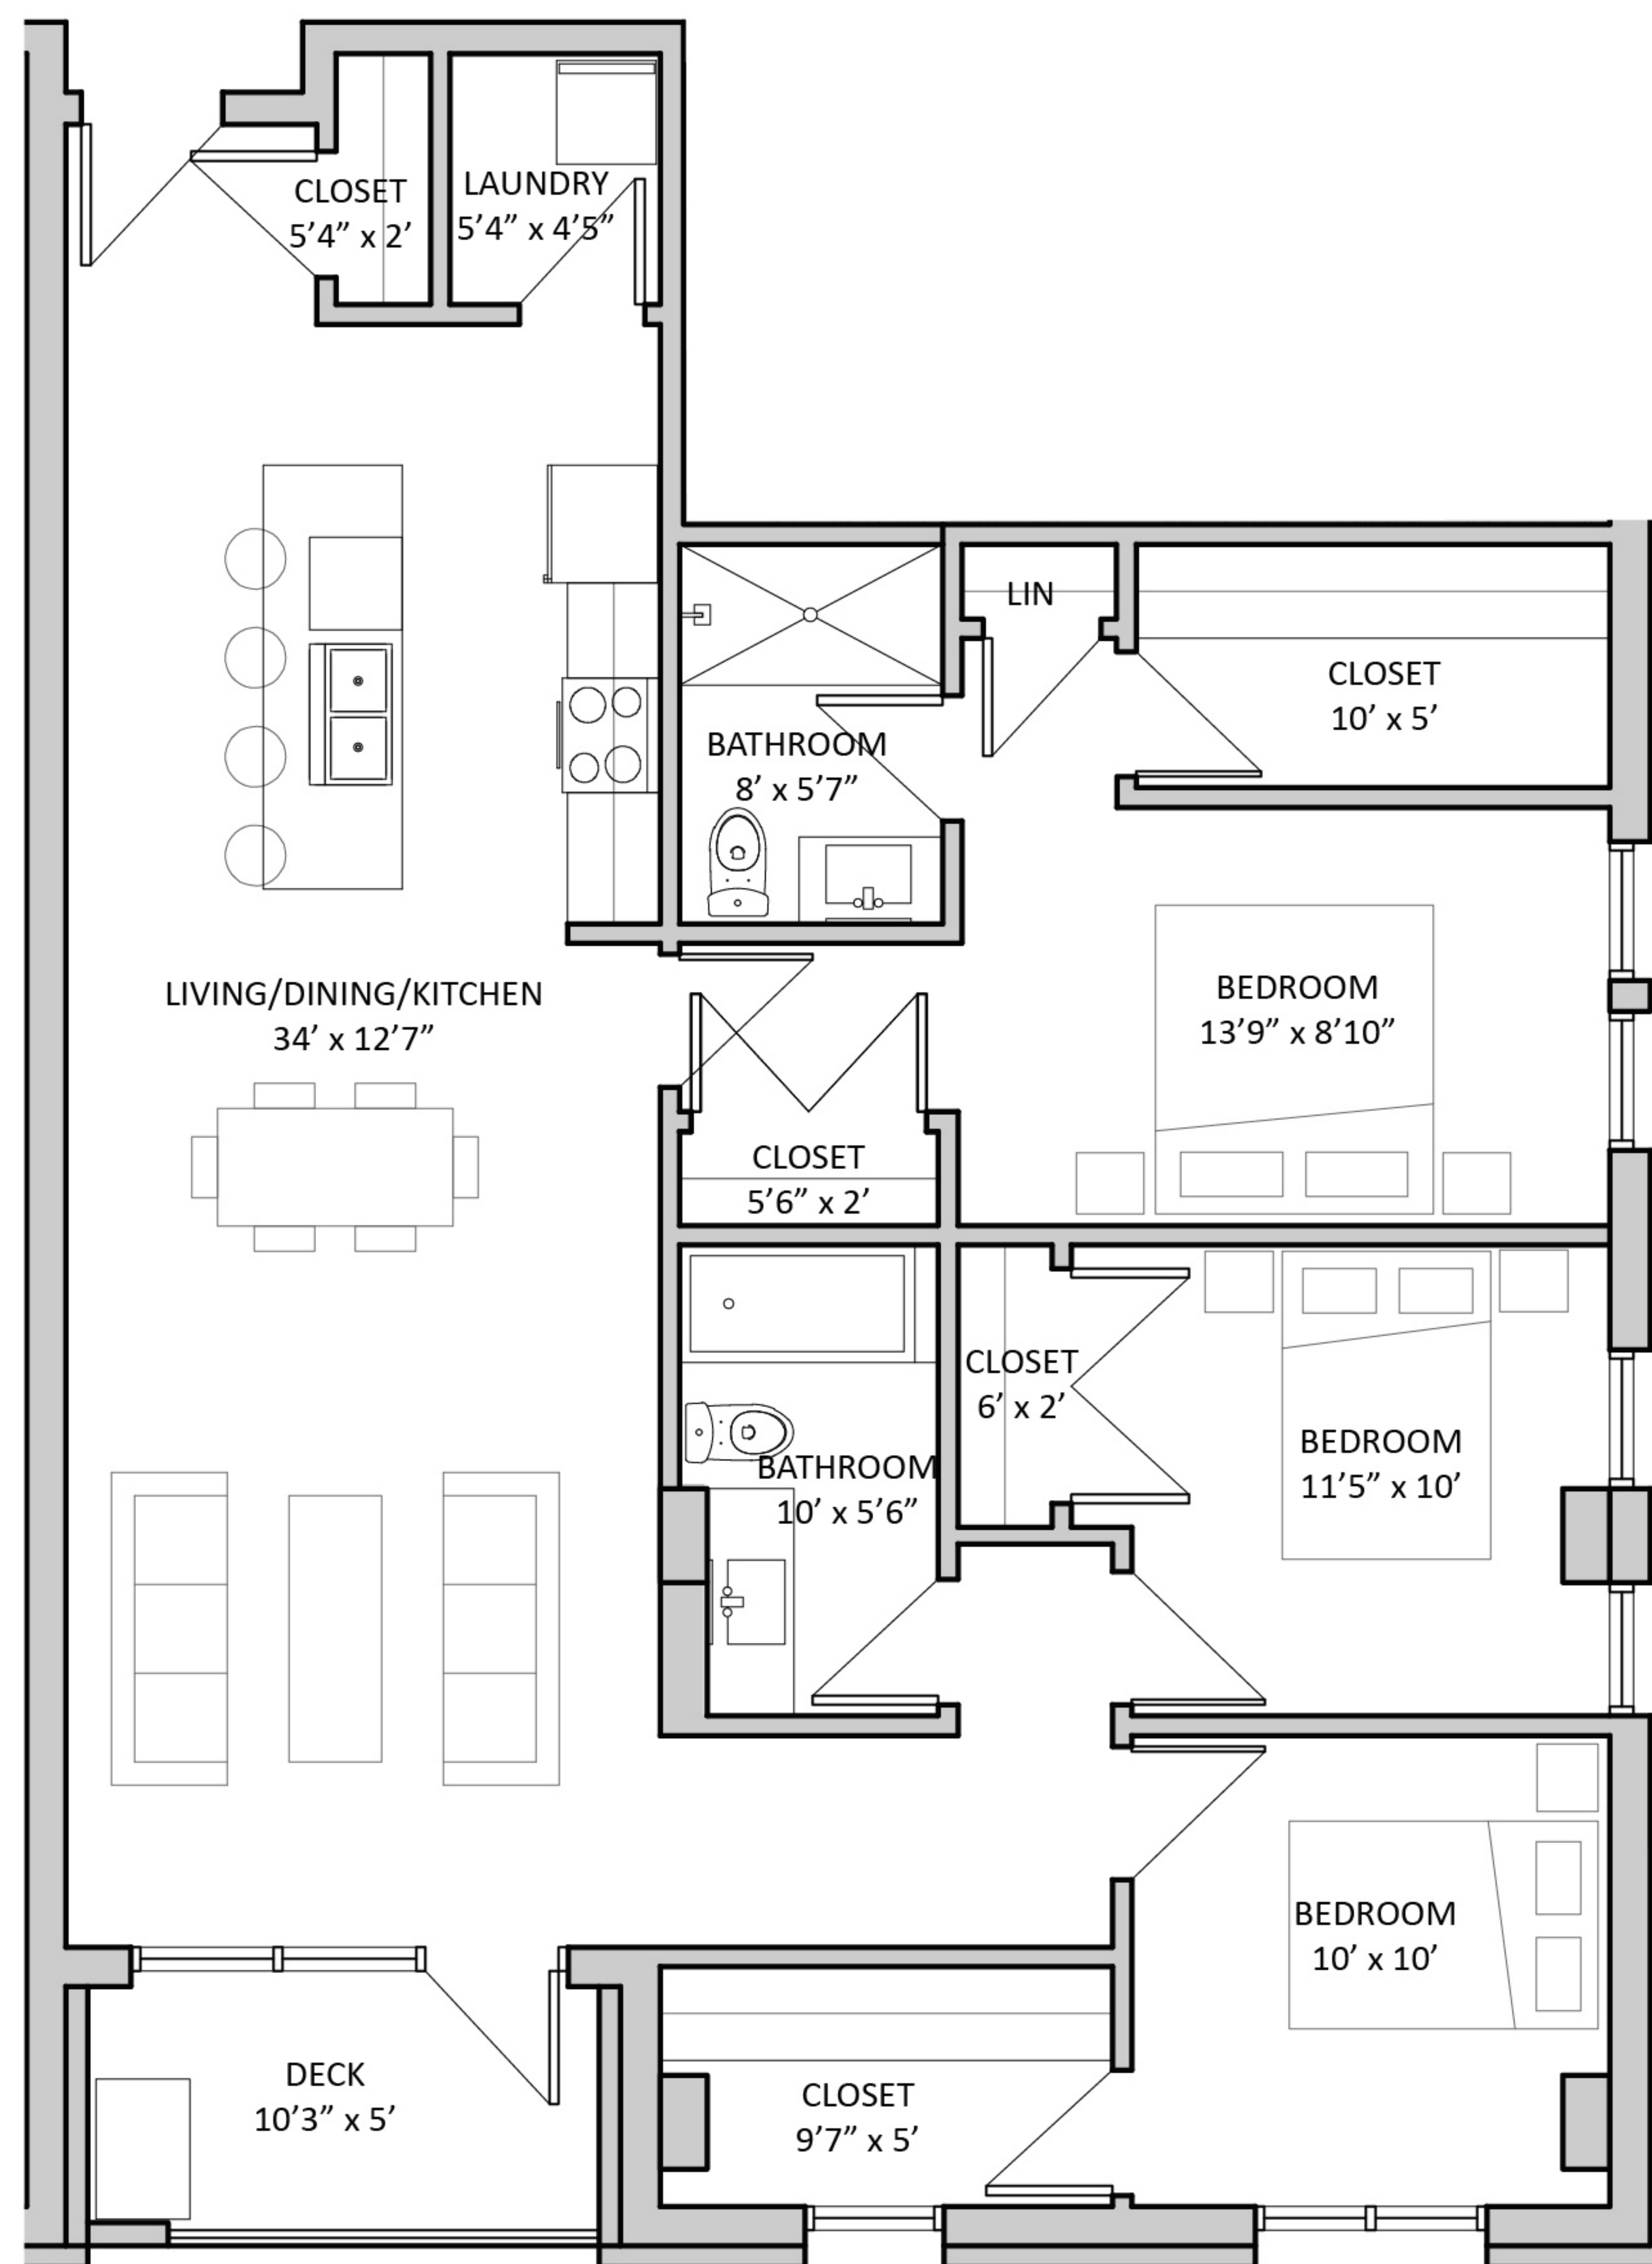 CLOSET
5’4” x 2’
LAUNDRY
5’4” x 4’5”
LIN
CLOSET
10’ x 5’
BATHROOM
8’ x 5’7”
LIVING/DINING/KITCHEN
34’ x 12’7”
BEDROOM
13’9” x 8’10”
CLOSET
5’6” x 2’
CLOSET
6’ x 2’
BATHROOM
10’ x 5’6”
BEDROOM
11’5” x 10’
BEDROOM
10’ x 10’
DECK
10’3” x 5’
CLOSET
9’7” x 5’